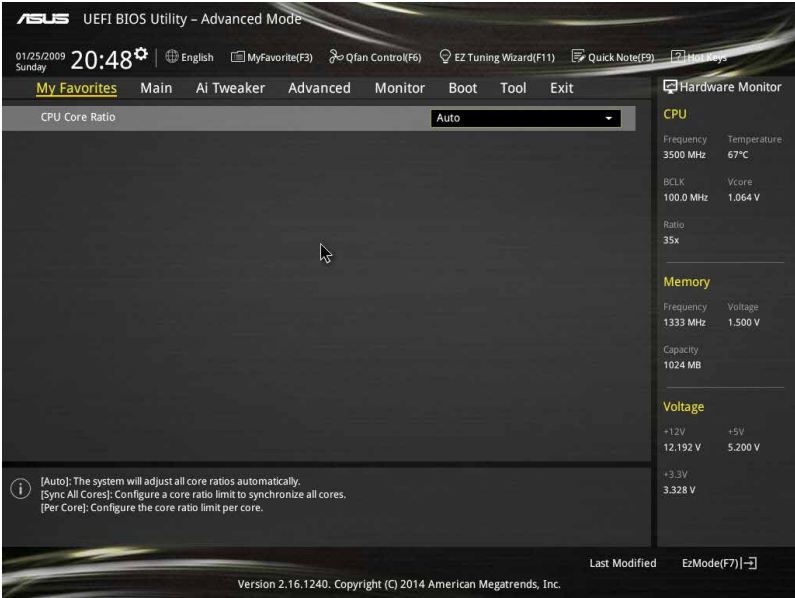 ASUS UEFI BIOS Utility – Advanced Mode
01/25/2009
Sunday
20:48
English
MyFavorite(F3)
Qfan Control(F6)
EZ Tuning Wizard(F11)
Quick Note(F9)
? Hot Keys
My Favorites Main Ai Tweaker Advanced Monitor Boot Tool Exit
CPU Core Ratio Auto
[Auto]: The system will adjust all core ratios automatically.
[Sync All Cores]: Configure a core ratio limit to synchronize all cores.
[Per Core]: Configure the core ratio limit per core.
Hardware Monitor
CPU
Frequency Temperature
3500 MHz 67°C
BCLK Vcore
100.0 MHz 1.064 V
Ratio
35x
Memory
Frequency Voltage
1333 MHz 1.500 V
Capacity
1024 MB
Voltage
+12V +5V
12.192 V 5.200 V
+3.3V
3.328 V
Last Modified EzMode(F7)
Version 2.16.1240. Copyright (C) 2014 American Megatrends, Inc.